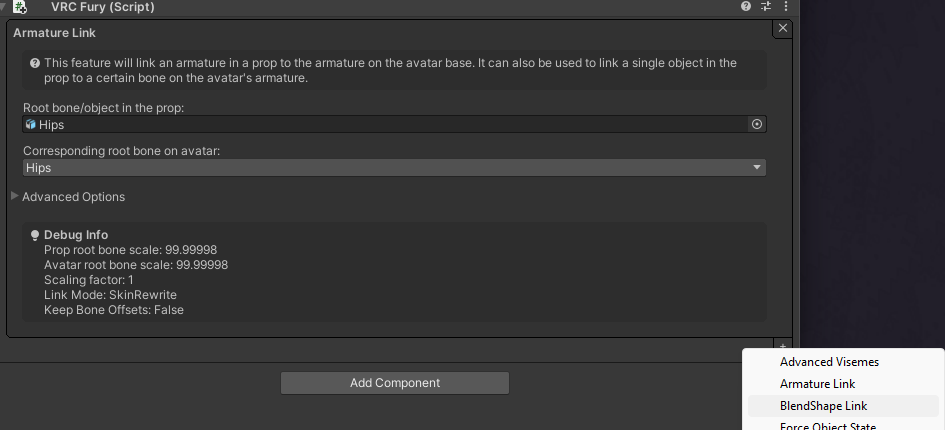 VRC Fury (Script)
Armature Link
This feature will link an armature in a prop to the armature on the avatar base. It can also be used to link a single object in the
prop to a certain bone on the avatar's armature.
Root bone/object in the prop:
Hips
Corresponding root bone on avatar:
Hips
Advanced Options
Debug Info
Prop root bone scale: 99.99998
Avatar root bone scale: 99.99998
Scaling factor: 1
Link Mode: SkinRewrite
Keep Bone Offsets: False
Add Component
Advanced Visemes
Armature Link
BlendShape Link
Force Object State